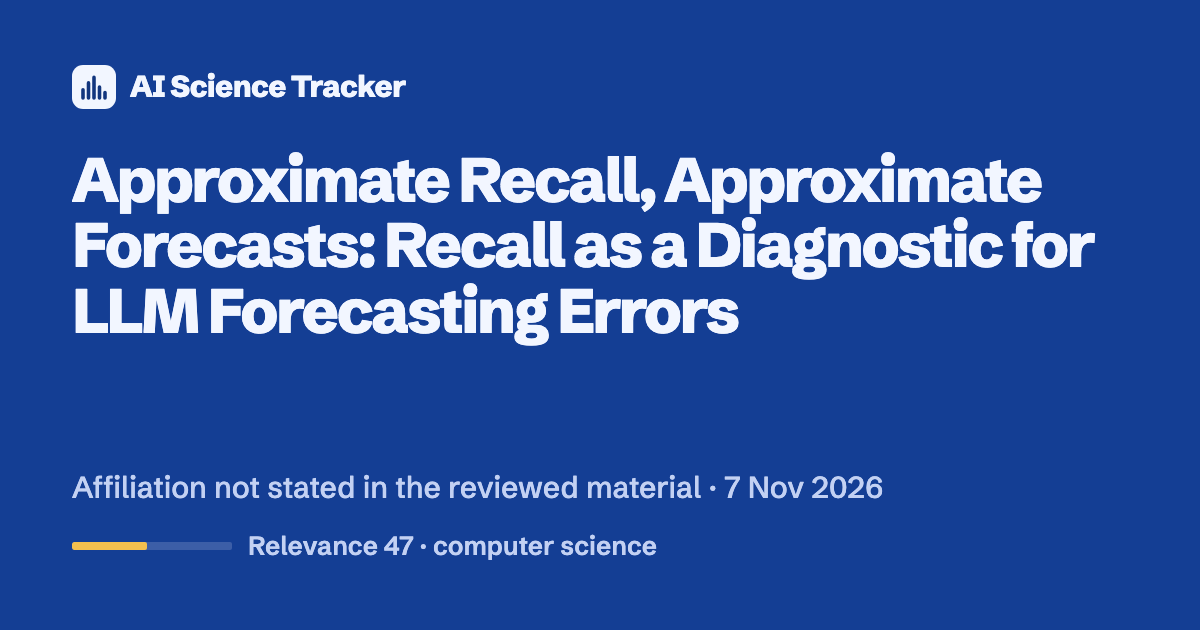 AI Science Tracker
Approximate Recall, Approximate
Forecasts: Recall as a Diagnostic for
LLM Forecasting Errors
Affiliation not stated in the reviewed material · 7 Nov 2026
Relevance 47 · computer science